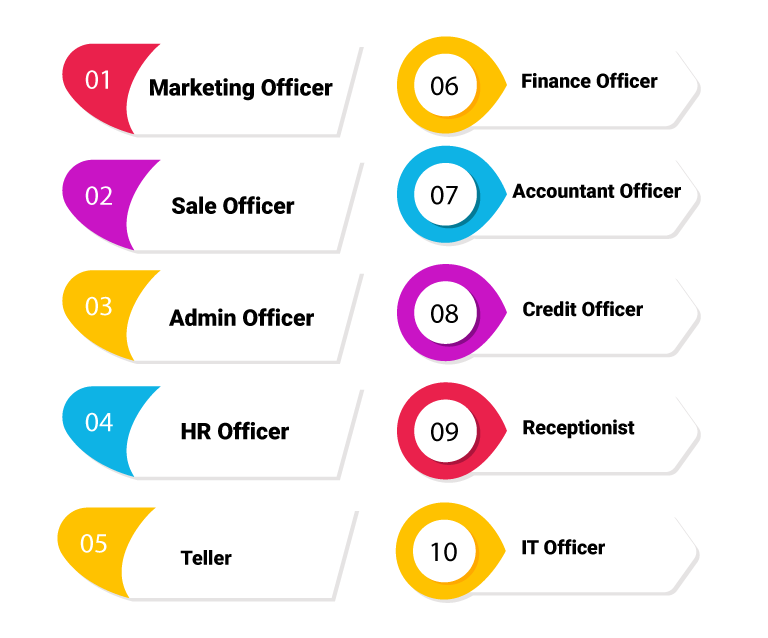 01
Marketing Officer
02
Sale Officer
03
Admin Officer
04
HR Officer
05
Teller
06
Finance Officer
07
Accountant Officer
08
Credit Officer
09
Receptionist
10
IT Officer